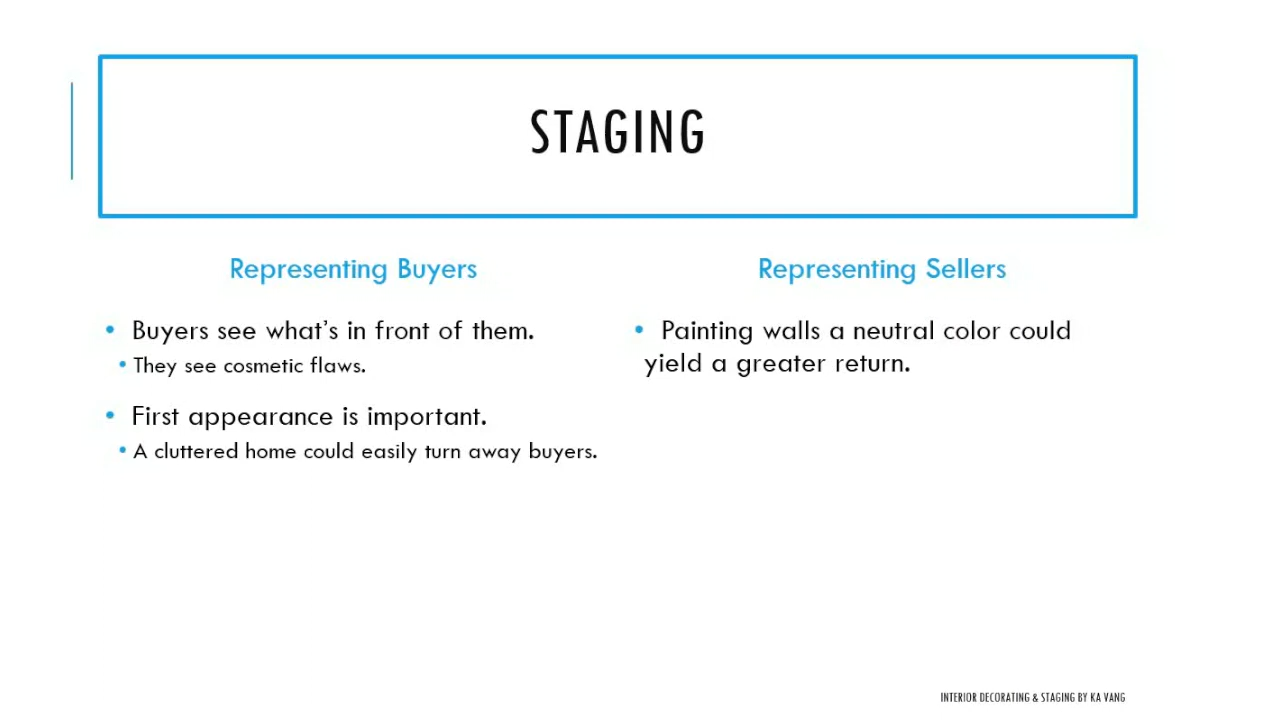 STAGING
Representing Buyers
• Buyers see what's in front of them.
• They see cosmetic flaws.
• First appearance is important.
• A cluttered home could easily turn away buyers.
Representing Sellers
• Painting walls a neutral color could
yield a greater return.
INTERIOR DECORATING & STAGING BY KA VANG